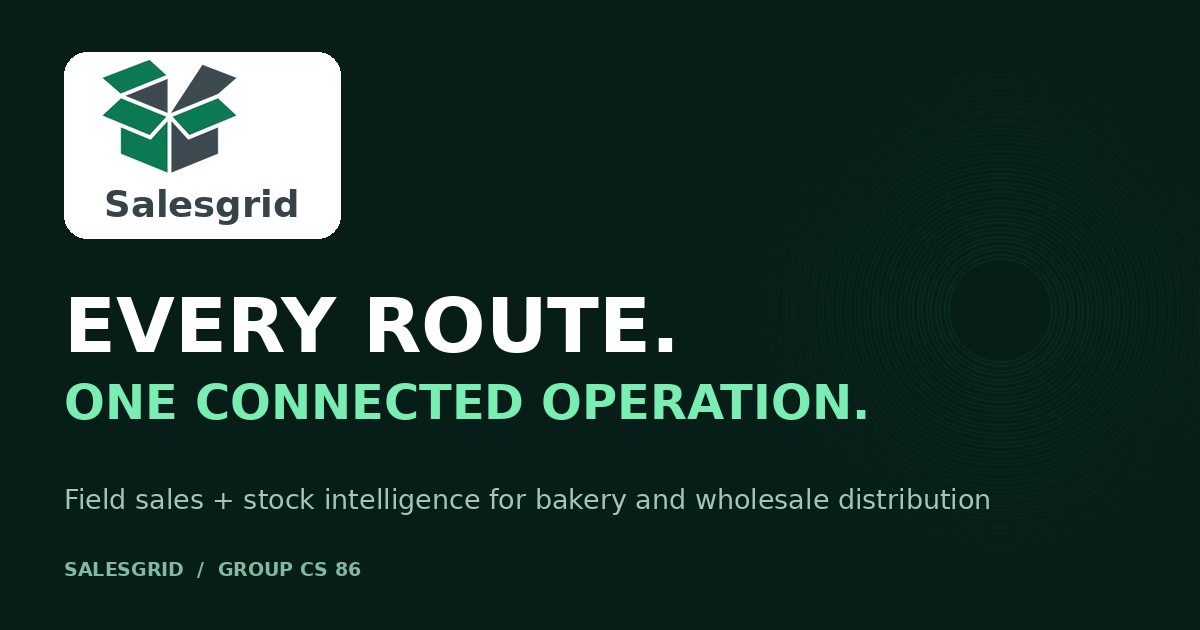 Salesgrid
EVERY ROUTE.
ONE CONNECTED OPERATION.
Field sales + stock intelligence for bakery and wholesale distribution
SALESGRID / GROUP CS 86